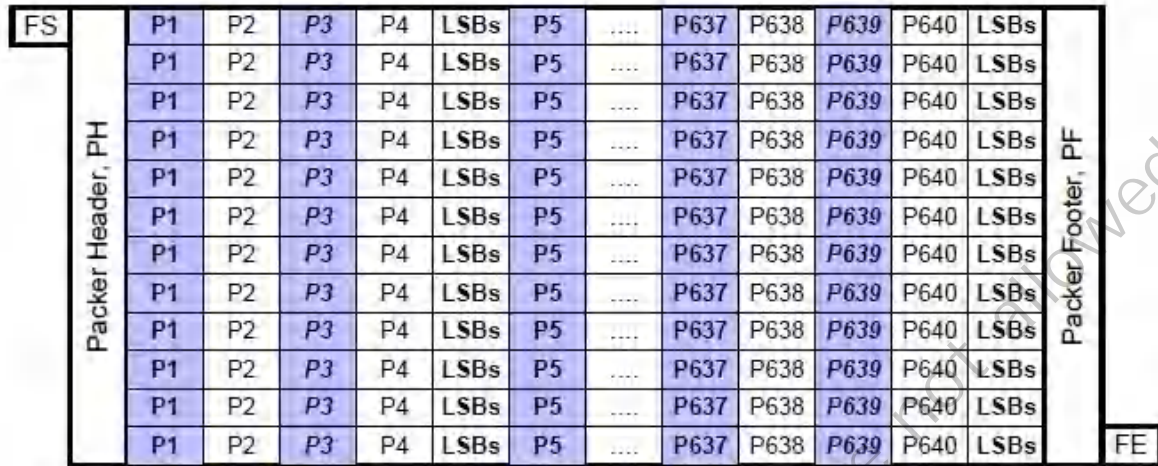 FS P1 P2 P3 P4 LSBs P5 .... P637 P638 P639 P640 LSBs
P1 P2 P3 P4 LSBs P5 .... P637 P638 P639 P640 LSBs
P1 P2 P3 P4 LSBs P5 .... P637 P638 P639 P640 LSBs
P1 P2 P3 P4 LSBs P5 .... P637 P638 P639 P640 LSBs
P1 P2 P3 P4 LSBs P5 .... P637 P638 P639 P640 LSBs
P1 P2 P3 P4 LSBs P5 .... P637 P638 P639 P640 LSBs
P1 P2 P3 P4 LSBs P5 .... P637 P638 P639 P640 LSBs
P1 P2 P3 P4 LSBs P5 .... P637 P638 P639 P640 LSBs
P1 P2 P3 P4 LSBs P5 .... P637 P638 P639 P640 LSBs
P1 P2 P3 P4 LSBs P5 .... P637 P638 P639 P640 LSBs
P1 P2 P3 P4 LSBs P5 .... P637 P638 P639 P640 LSBs
P1 P2 P3 P4 LSBs P5 .... P637 P638 P639 P640 LSBs FE
Packer Header, PH
Packer Footer, PF
not allowed